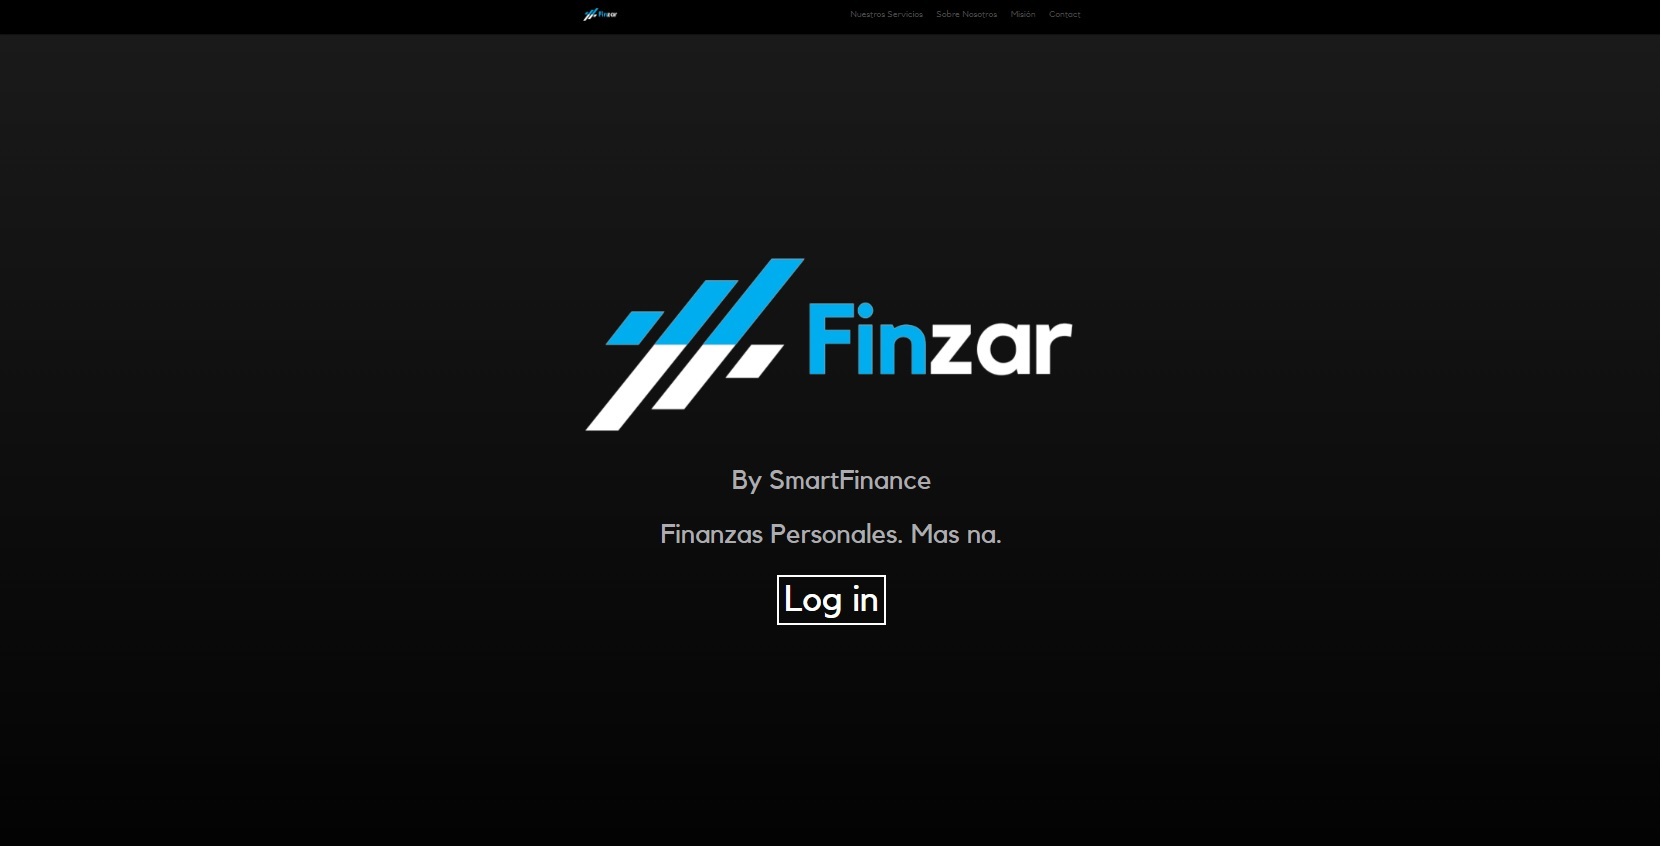 Finzar Nuestros Servicios Sobre Nosotros Misión Contact
Finzar
By SmartFinance
Finanzas Personales. Mas na.
Log in